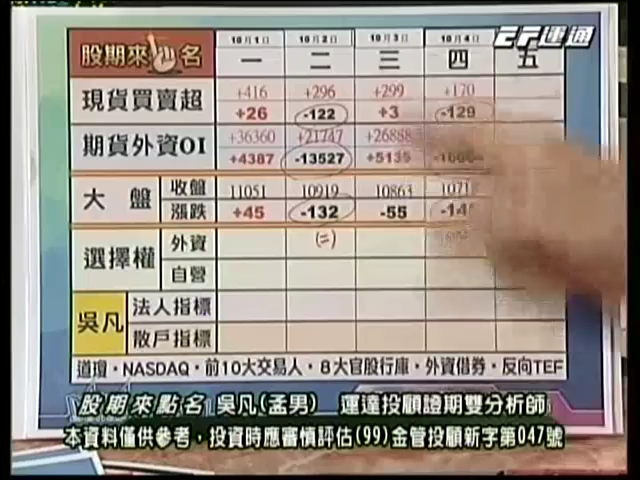 股期來 名 10月1日 10月2日 10月3日 10月4日 運通
一 二 三 四 五
現貨買賣超 +416 +296 +299 +170
+26 -122 +3 -129
期貨外資OI +36360 +21747 +26888
+4387 -13527 +5135
大盤 收盤 11051 10919 10863
漲跌 +45 -132 -55
選擇權 外資 (=)
自營
吳凡 法人指標
散戶指標
道瓊・NASDAQ・前10大交易人・8大官股行庫・外資借券・反向TEF
股期來點名 吳凡(孟男) 運達投顧證期雙分析師
本資料僅供參考，投資時應審慎評估(99)金管投顧新字第047號